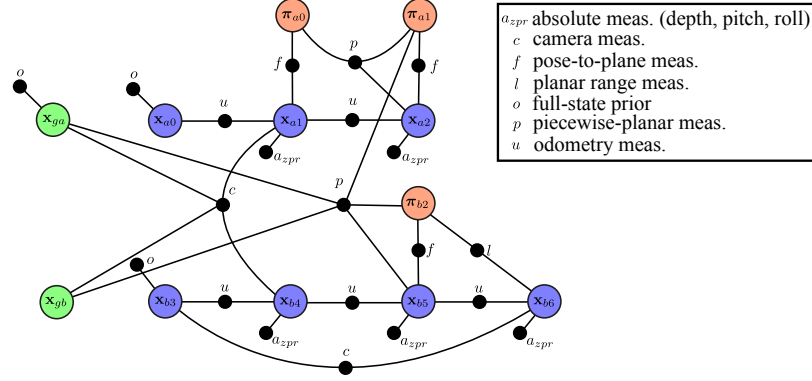 π_a0 π_a1
p
f f
a_zpr absolute meas. (depth, pitch, roll)
c camera meas.
f pose-to-plane meas.
l planar range meas.
o full-state prior
p piecewise-planar meas.
u odometry meas.
o o
u u
x_ga x_a0 x_a1 x_a2
a_zpr a_zpr
c p
π_b2
o f l
u u u
x_gb x_b3 x_b4 x_b5 x_b6
a_zpr a_zpr a_zpr
c